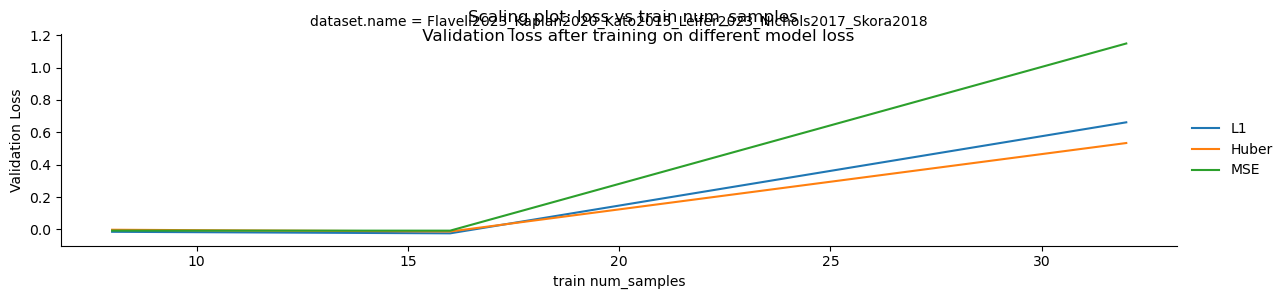 Scaling plot: loss vs train num_samples
dataset.name = Flavell2023_Kaplan2020_Kato2015_Leifer2023_Nichols2017_Skora2018
Validation loss after training on different model loss
1.2
1.0
0.8
0.6
0.4
0.2
0.0
Validation Loss
10
15
20
25
30
train num_samples
L1
Huber
MSE